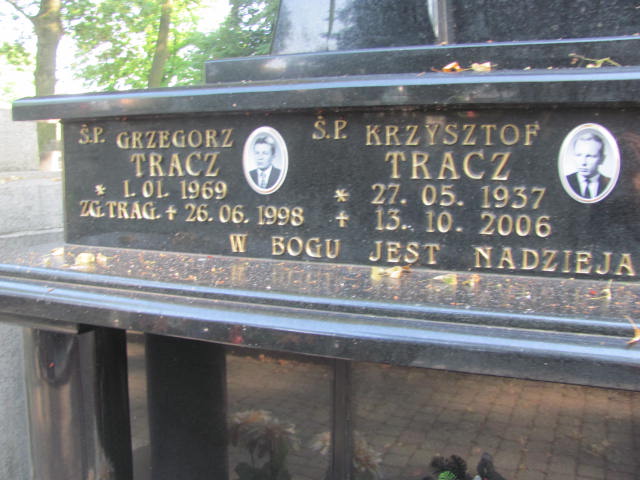 Ś.P. GRZEGORZ
TRACZ
* 1.01.1969
ZG.TRAG. + 26.06.1998
Ś.P. KRZYSZTOF
TRACZ
* 27.05.1937
+ 13.10.2006
W BOGU JEST NADZIEJA